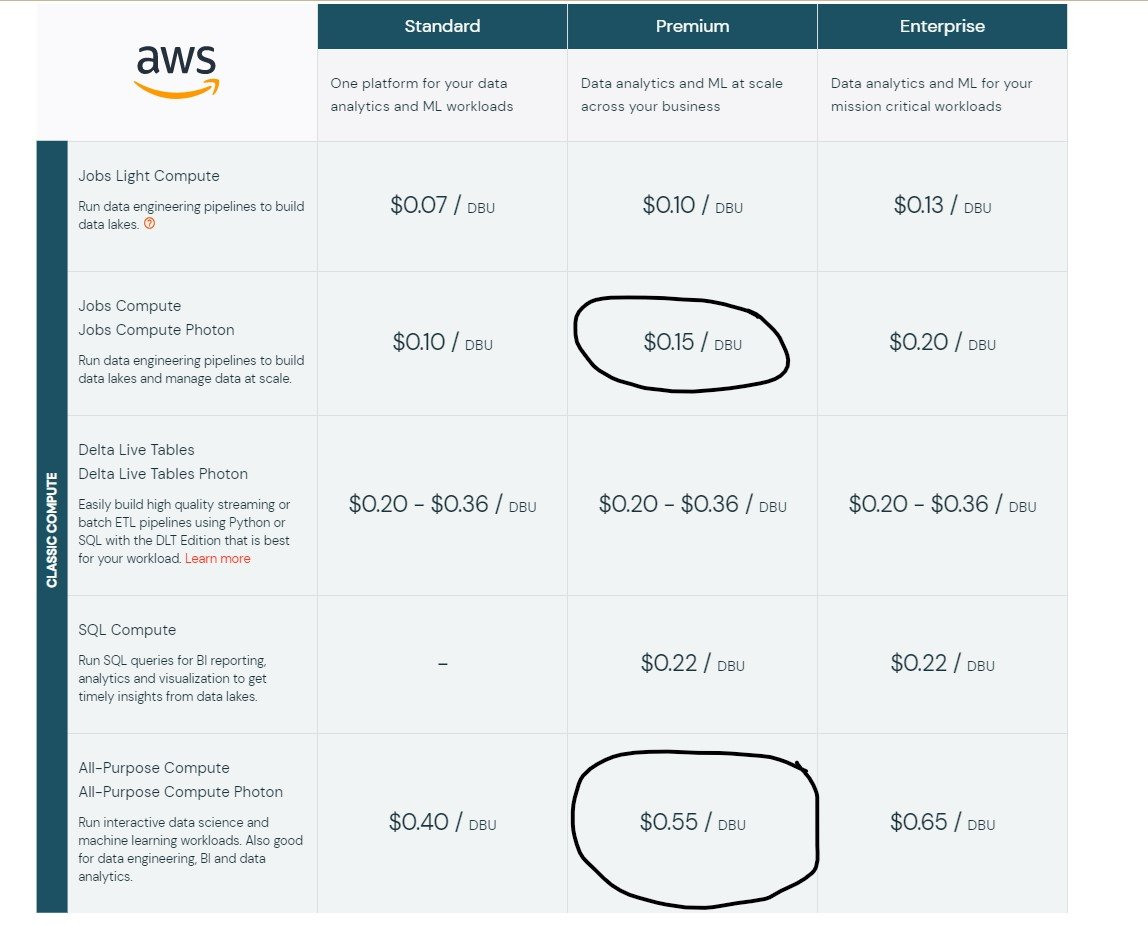 aws
Standard
Premium
Enterprise
One platform for your data
analytics and ML workloads
Data analytics and ML at scale
across your business
Data analytics and ML for your
mission critical workloads
CLASSIC COMPUTE
Jobs Light Compute
Run data engineering pipelines to build
data lakes. ?
$0.07 / DBU
$0.10 / DBU
$0.13 / DBU
Jobs Compute
Jobs Compute Photon
Run data engineering pipelines to build
data lakes and manage data at scale.
$0.10 / DBU
$0.15 / DBU
$0.20 / DBU
Delta Live Tables
Delta Live Tables Photon
Easily build high quality streaming or
batch ETL pipelines using Python or
SQL with the DLT Edition that is best
for your workload. Learn more
$0.20 - $0.36 / DBU
$0.20 - $0.36 / DBU
$0.20 - $0.36 / DBU
SQL Compute
Run SQL queries for BI reporting,
analytics and visualization to get
timely insights from data lakes.
-
$0.22 / DBU
$0.22 / DBU
All-Purpose Compute
All-Purpose Compute Photon
Run interactive data science and
machine learning workloads. Also good
for data engineering, BI and data
analytics.
$0.40 / DBU
$0.55 / DBU
$0.65 / DBU